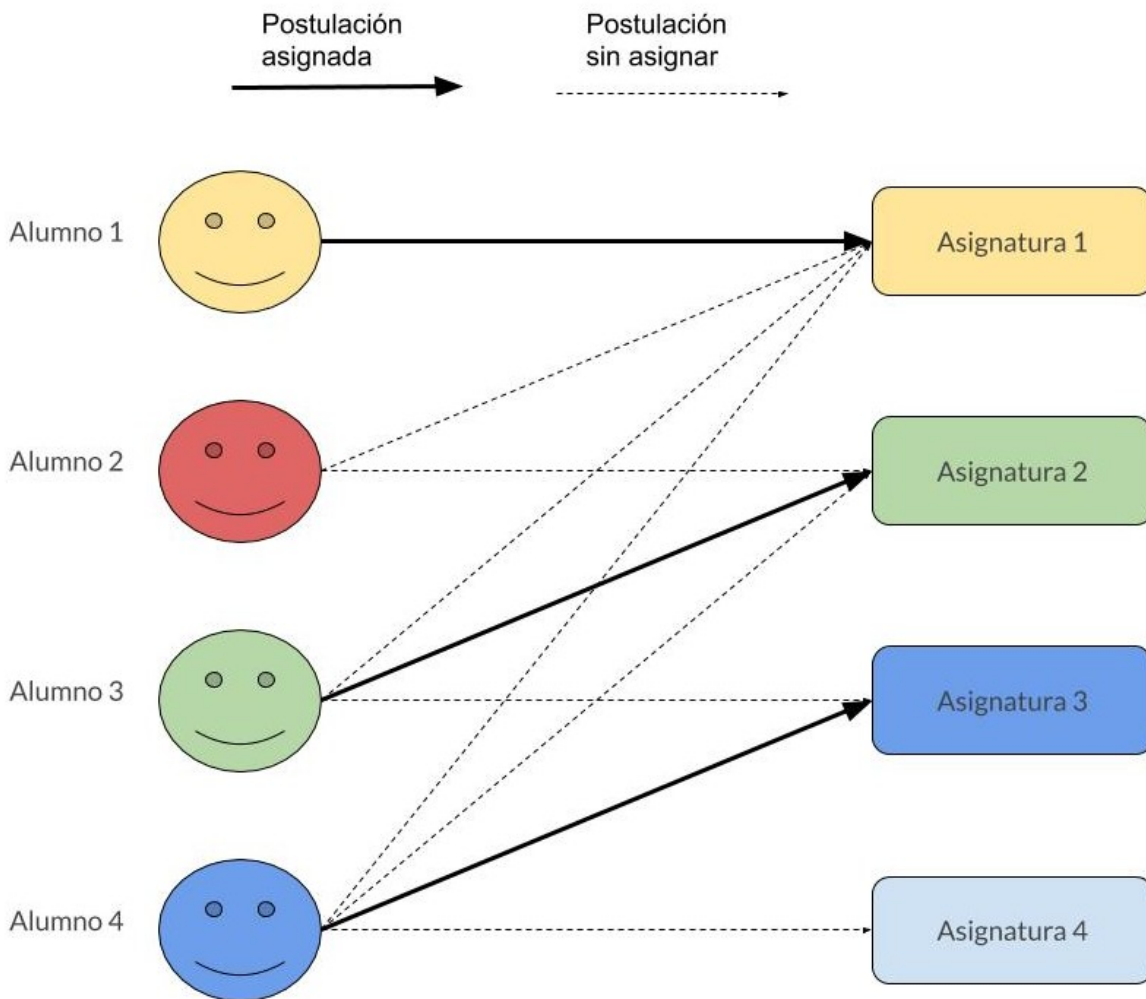 Postulación
asignada
Postulación
sin asignar
Alumno 1
Asignatura 1
Alumno 2
Asignatura 2
Alumno 3
Asignatura 3
Alumno 4
Asignatura 4